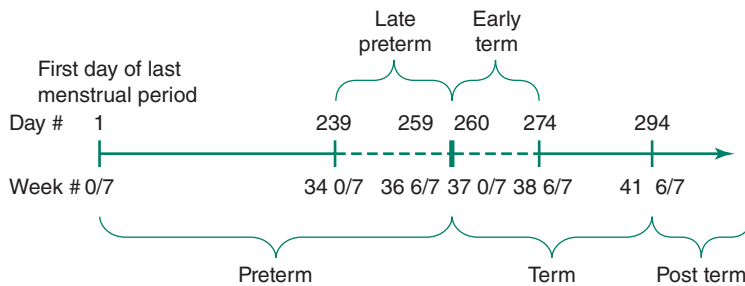 Late
preterm
Early
term
First day of last
menstrual period
Day # 1 239 259 260 274 294
Week # 0/7 34 0/7 36 6/7 37 0/7 38 6/7 41 6/7
Preterm Term Post term